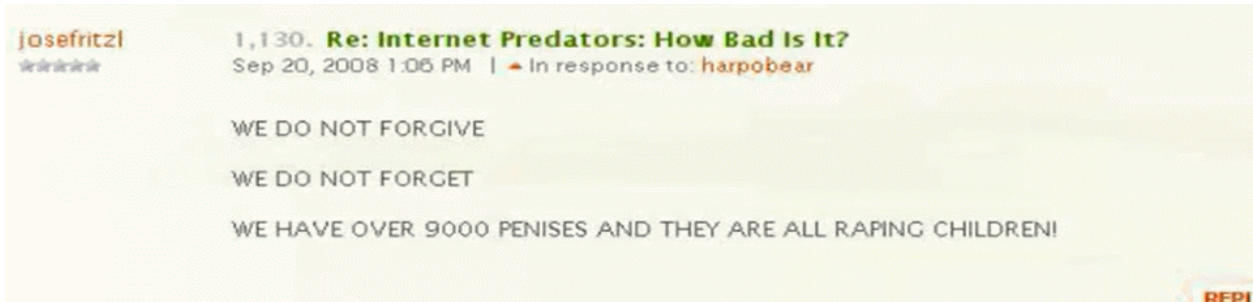 josefritzl
1,130. Re: Internet Predators: How Bad Is It?
Sep 20, 2008 1:06 PM | In response to: harpobear
WE DO NOT FORGIVE
WE DO NOT FORGET
WE HAVE OVER 9000 PENISES AND THEY ARE ALL RAPING CHILDREN!
REPL